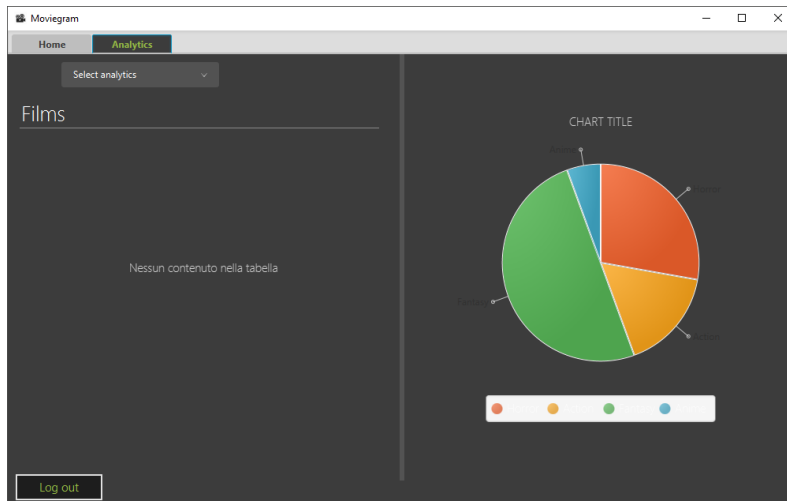 Moviegram
Home
Analytics
Select analytics
Films
Nessun contenuto nella tabella
Log out
CHART TITLE